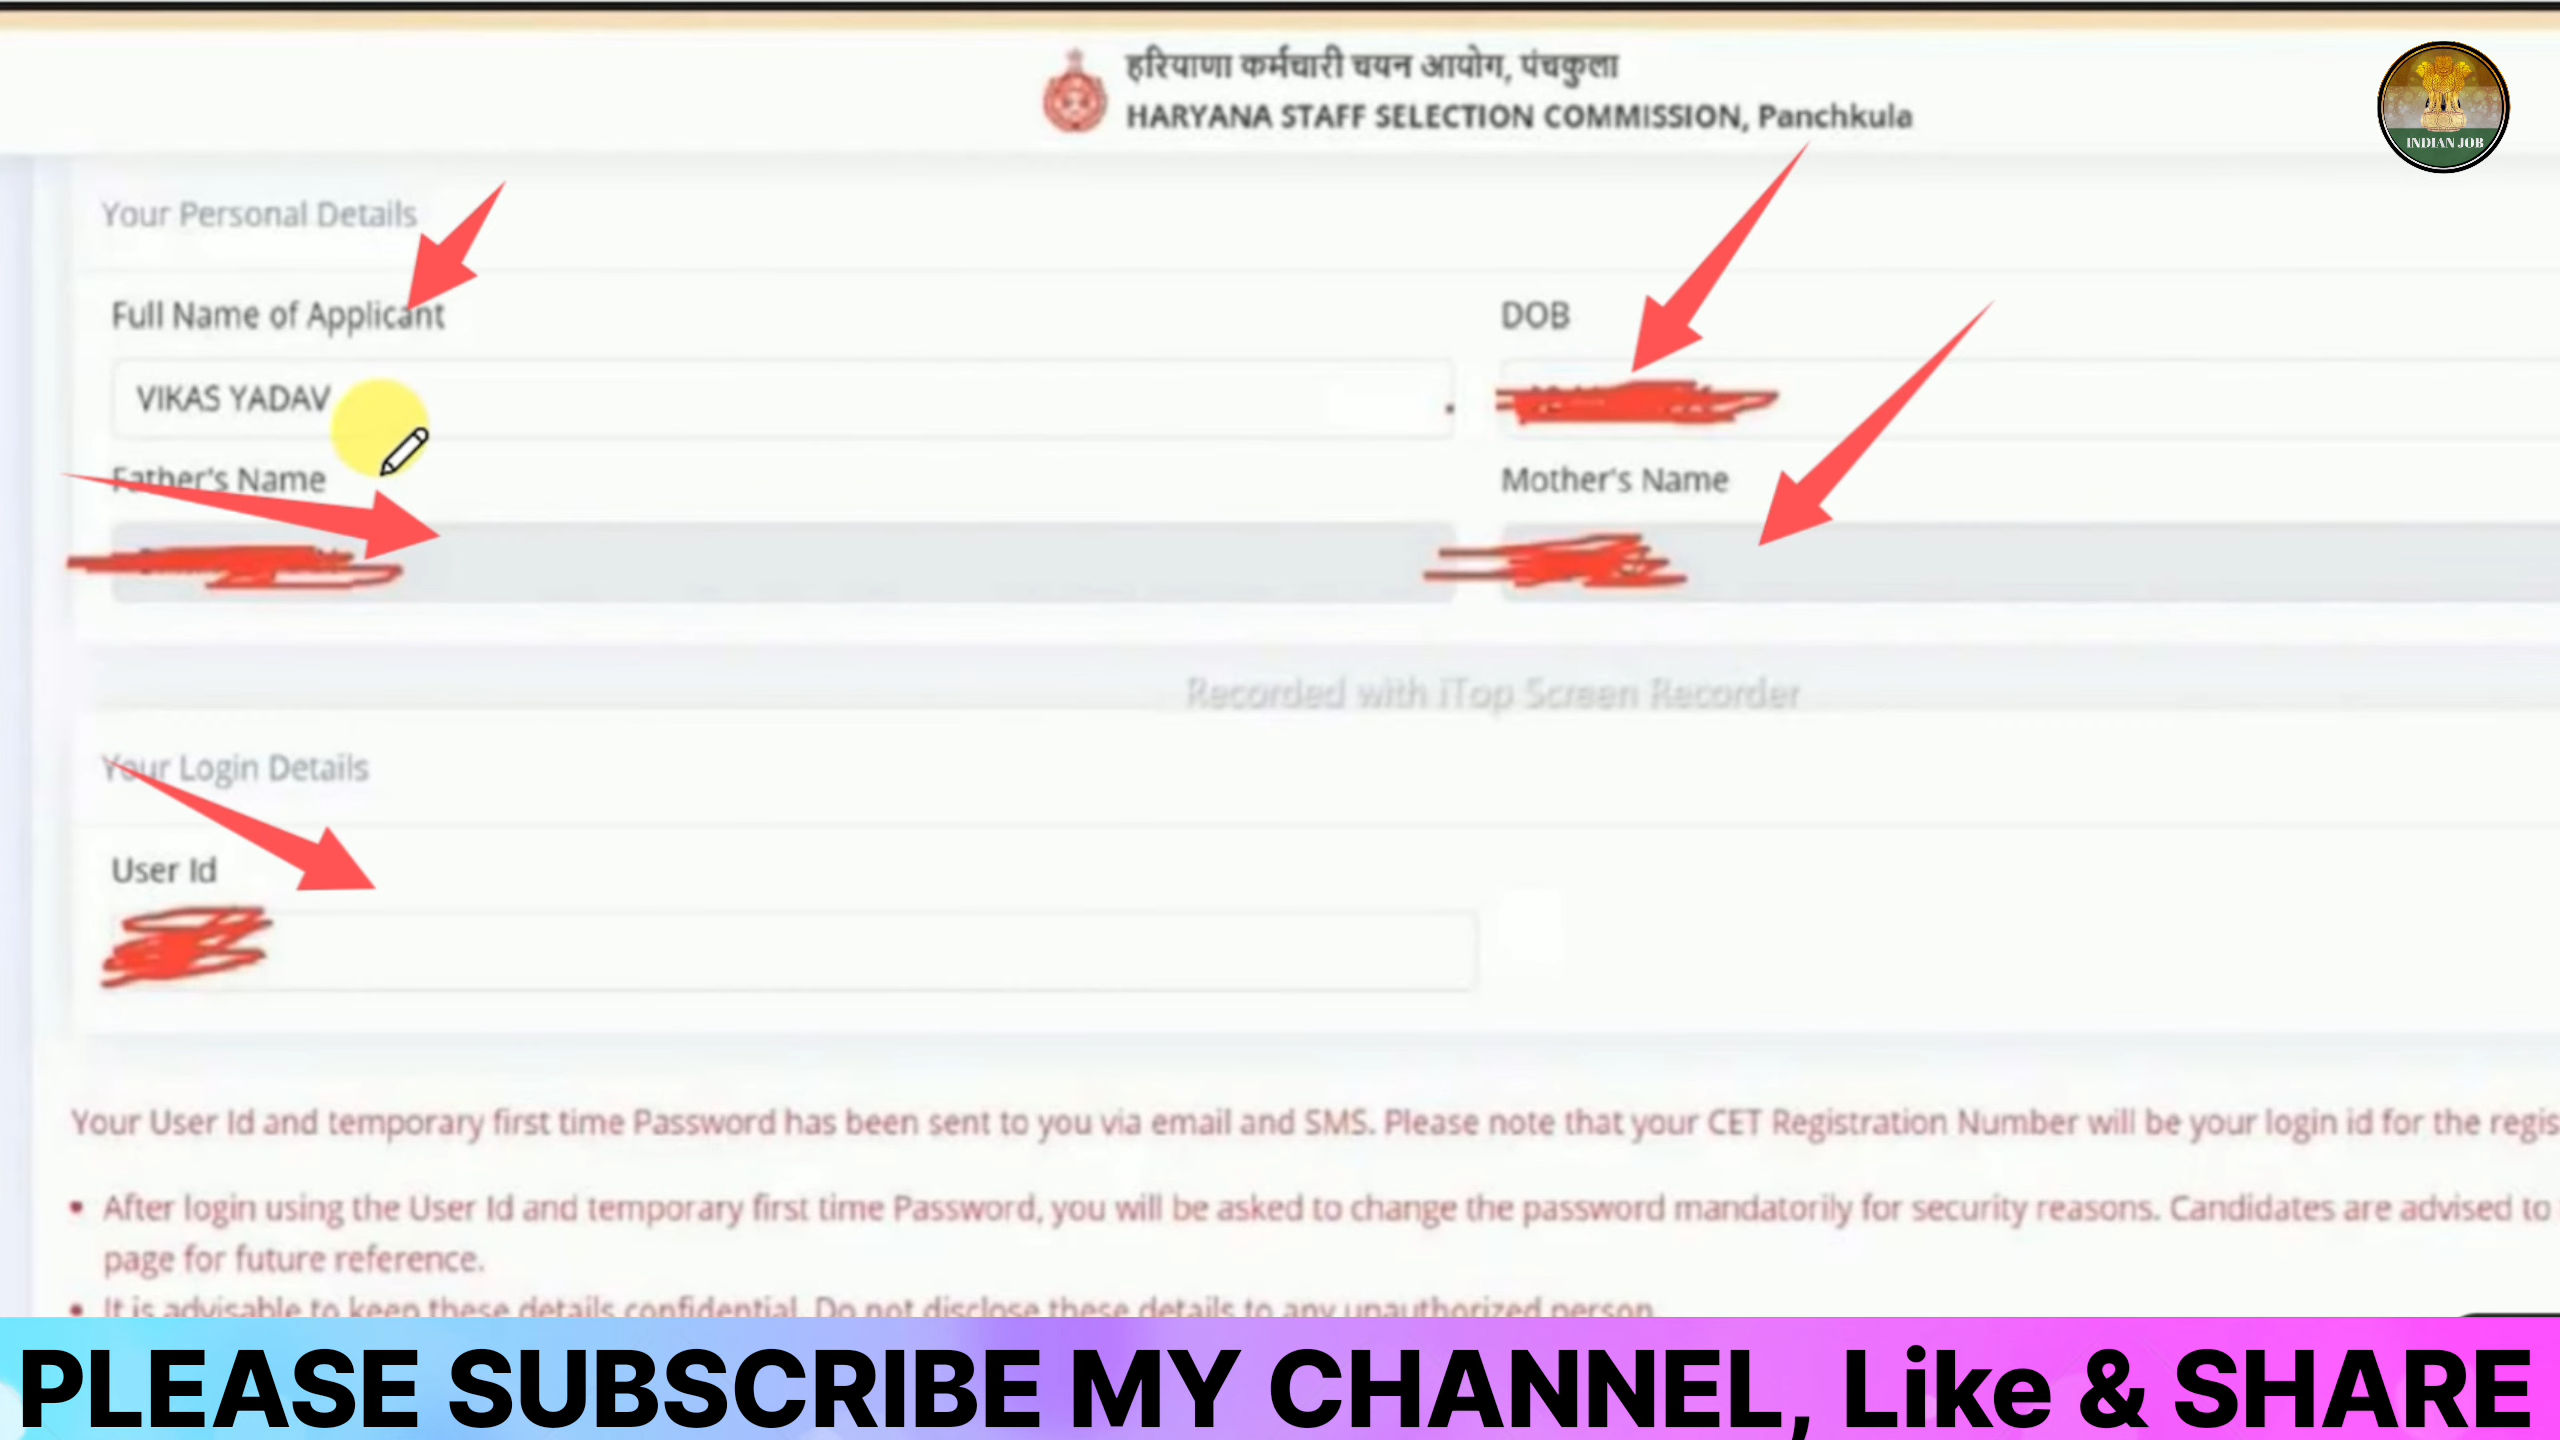 हरियाणा कर्मचारी चयन आयोग, पंचकुला
HARYANA STAFF SELECTION COMMISSION, Panchkula
INDIAN JOB
Your Personal Details
Full Name of Applicant
DOB
VIKAS YADAV
Father's Name
Mother's Name
Recorded with iTop Screen Recorder
Your Login Details
User Id
Your User Id and temporary first time Password has been sent to you via email and SMS. Please note that your CET Registration Number will be your login id for the regis
• After login using the User Id and temporary first time Password, you will be asked to change the password mandatorily for security reasons. Candidates are advised to
page for future reference.
• It is advisable to keep these details confidential. Do not disclose these details to any unauthorized person.
PLEASE SUBSCRIBE MY CHANNEL, Like & SHARE